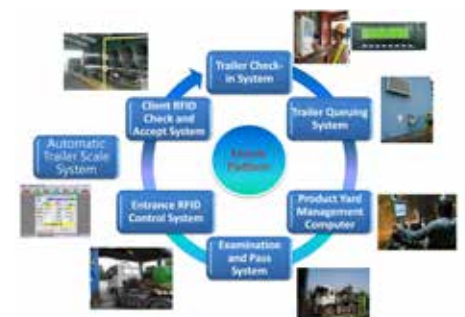 Trailer Check-
in System
Trailer Queuing
System
Product Yard
Management
Computer
Examination
and Pass
System
Entrance RFID
Control System
Automatic
Trailer Scale
System
Client RFID
Check and
Accept System
Platform